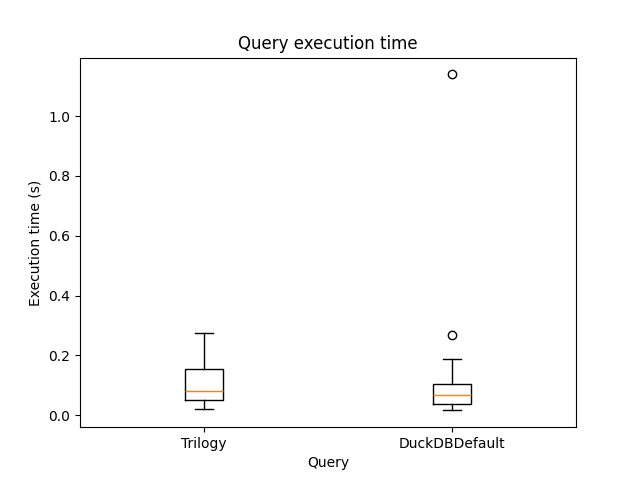 Query execution time
Execution time (s)
1.0
0.8
0.6
0.4
0.2
0.0
Trilogy
DuckDBDefault
Query